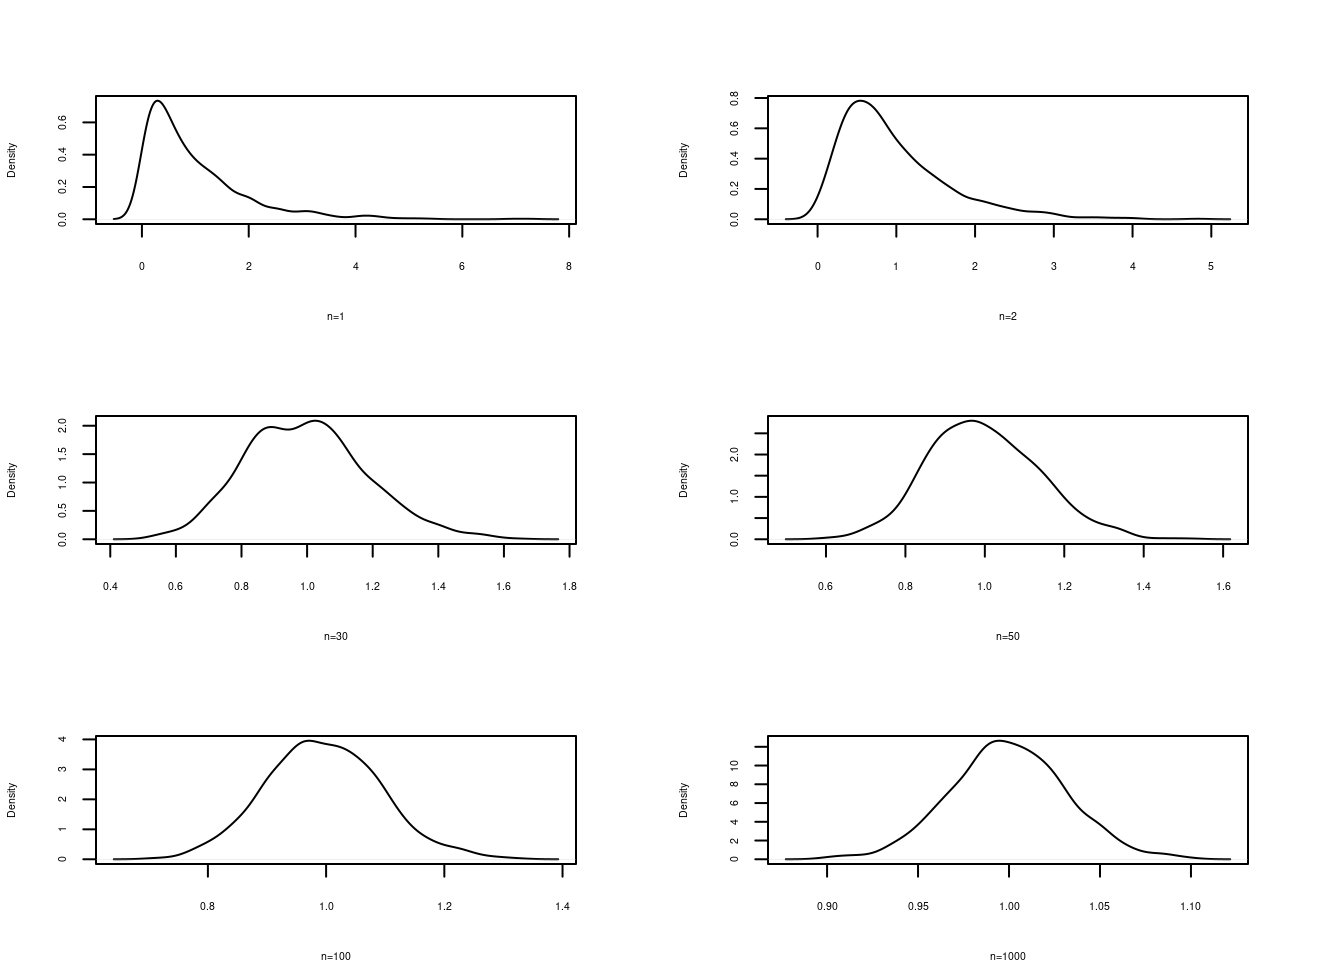 Density
0.0 0.2 0.4 0.6
0 2 4 6 8
n=1
Density
0.0 0.2 0.4 0.6 0.8
0 1 2 3 4 5
n=2
Density
0.0 0.5 1.0 1.5 2.0
0.4 0.6 0.8 1.0 1.2 1.4 1.6 1.8
n=30
Density
0.0 1.0 2.0
0.6 0.8 1.0 1.2 1.4 1.6
n=50
Density
0 1 2 3 4
0.8 1.0 1.2 1.4
n=100
Density
0 2 4 6 8 10
0.90 0.95 1.00 1.05 1.10
n=1000